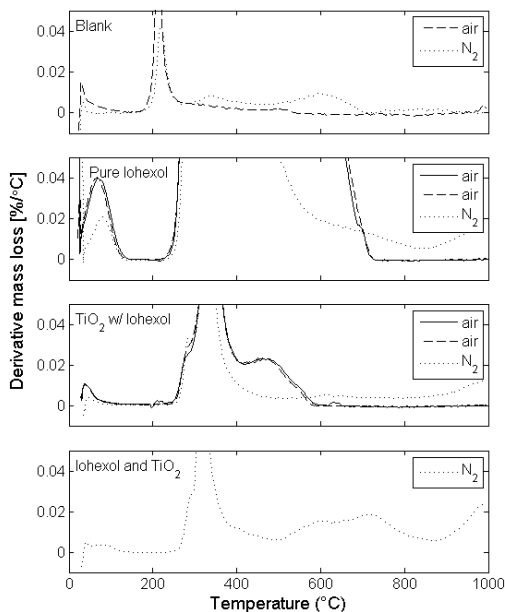 Blank
air
N2
0.04
0.02
0
Pure Iohexol
air
air
N2
0.04
0.02
0
TiO2 w/ Iohexol
air
air
N2
0.04
0.02
0
Iohexol and TiO2
N2
0.04
0.02
0
0 200 400 600 800 1000
Temperature (°C)
Derivative mass loss [%/°C]